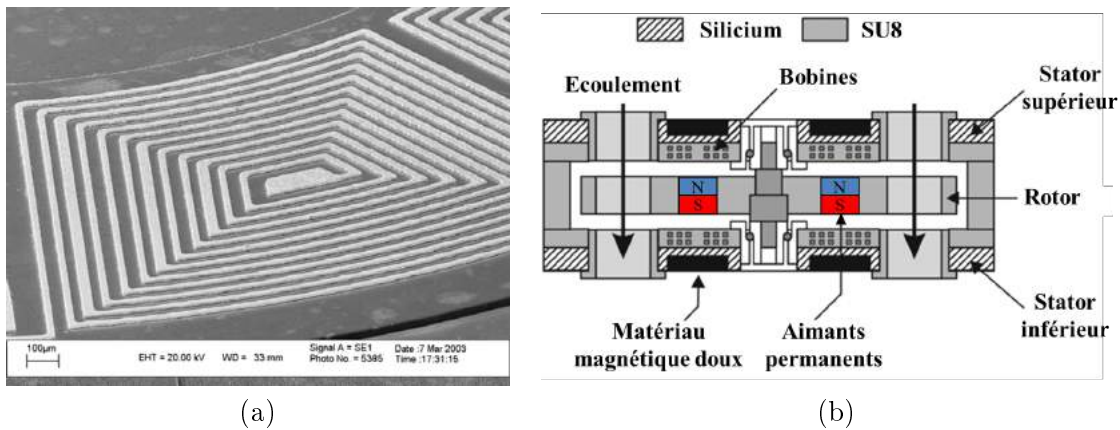 100µm
EHT = 20.00 kV WD = 33 mm
Signal A = SE1
Photo No. = 5385
Date :7 Mar 2003
Time :17:31:15
(a)
Silicium SU8
Ecoulement
Bobines
Stator
supérieur
N N
S S
Rotor
Matériau
magnétique doux
Aimants
permanents
Stator
inférieur
(b)